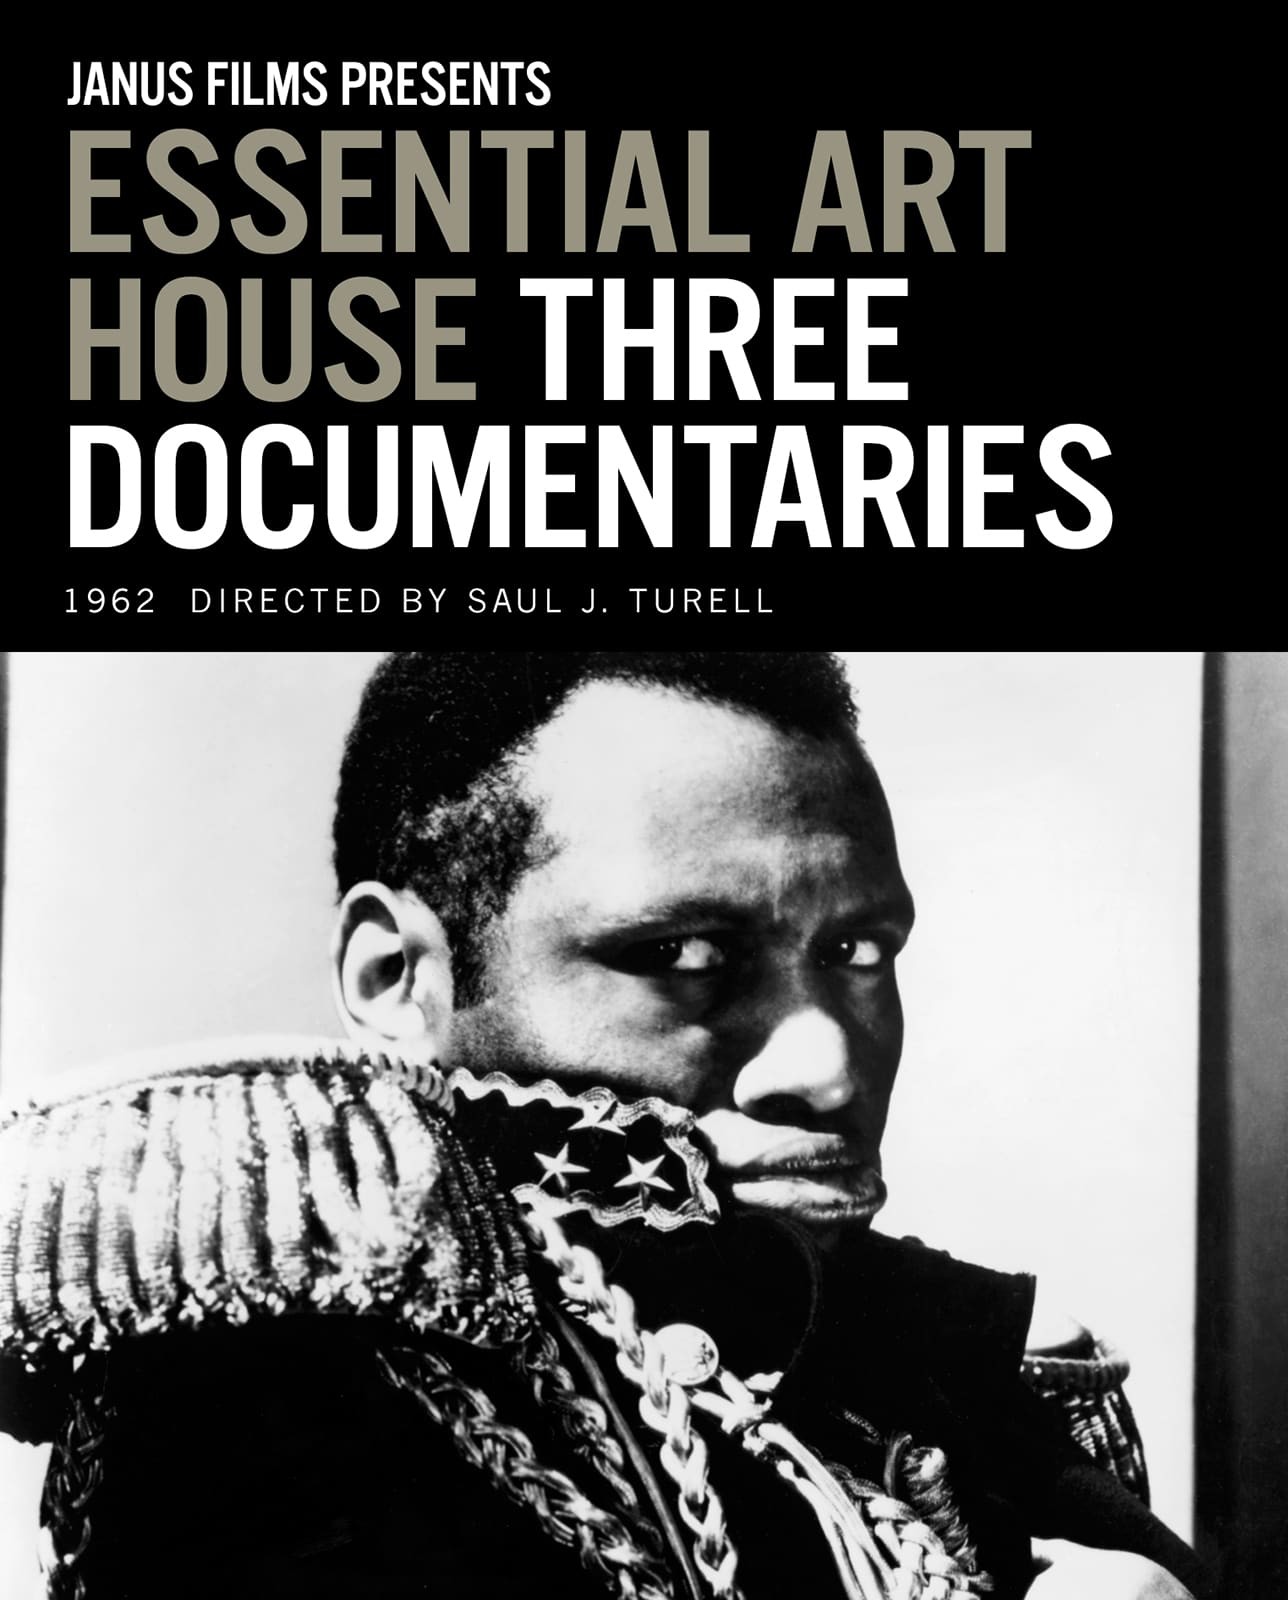 JANUS FILMS PRESENTS
ESSENTIAL ART
HOUSE THREE
DOCUMENTARIES
1962 DIRECTED BY SAUL J. TURELL